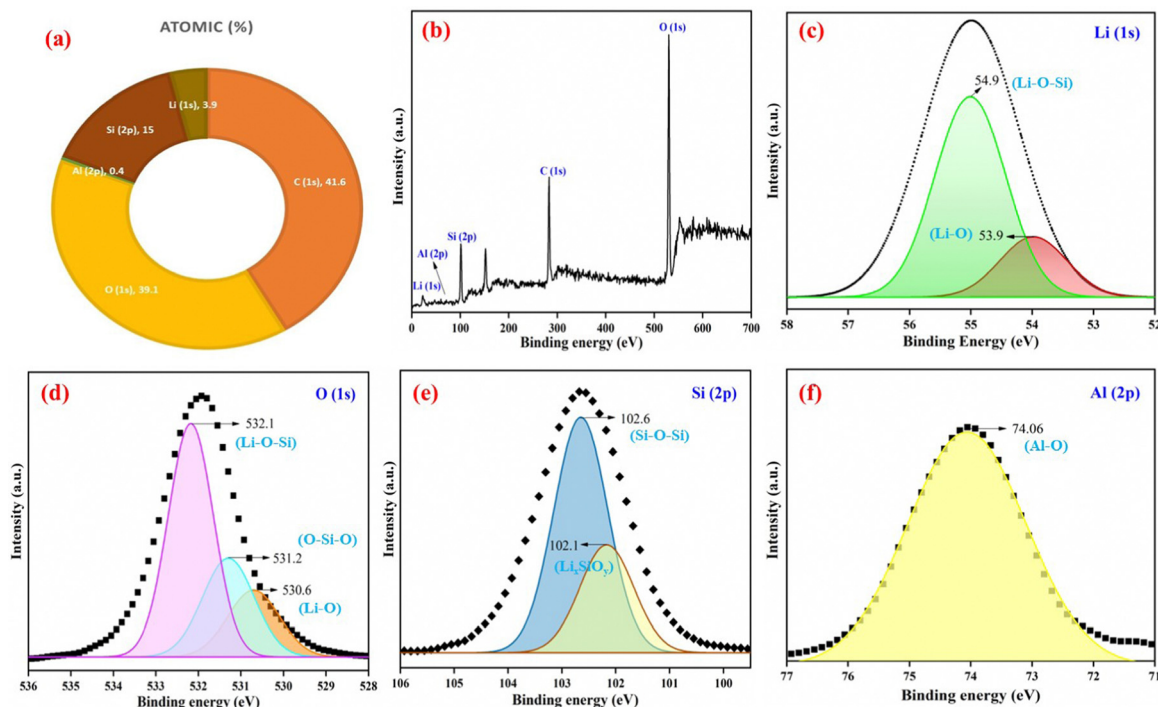 (a)
ATOMIC (%)
Li (1s), 3.9
Si (2p), 15
Al (2p), 0.4
C (1s), 41.6
O (1s), 39.1
(b)
O (1s)
C (1s)
Si (2p)
Al (2p)
Li (1s)
Intensity (a.u.)
0 100 200 300 400 500 600 700
Binding energy (eV)
(c)
Li (1s)
(Li-O-Si)
54.9
(Li-O)
53.9
Intensity (a.u.)
58 57 56 55 54 53 52
Binding Energy (eV)
(d)
O (1s)
532.1
(Li-O-Si)
(O-Si-O)
531.2
530.6
(Li-O)
Intensity (a.u.)
536 535 534 533 532 531 530 529 528
Binding energy (eV)
(e)
Si (2p)
102.6
(Si-O-Si)
102.1
(LiₓSiOᵧ)
Intensity (a.u.)
106 105 104 103 102 101 100
Binding energy (eV)
(f)
Al (2p)
74.06
(Al-O)
Intensity (a.u.)
77 76 75 74 73 72 71
Binding energy (eV)